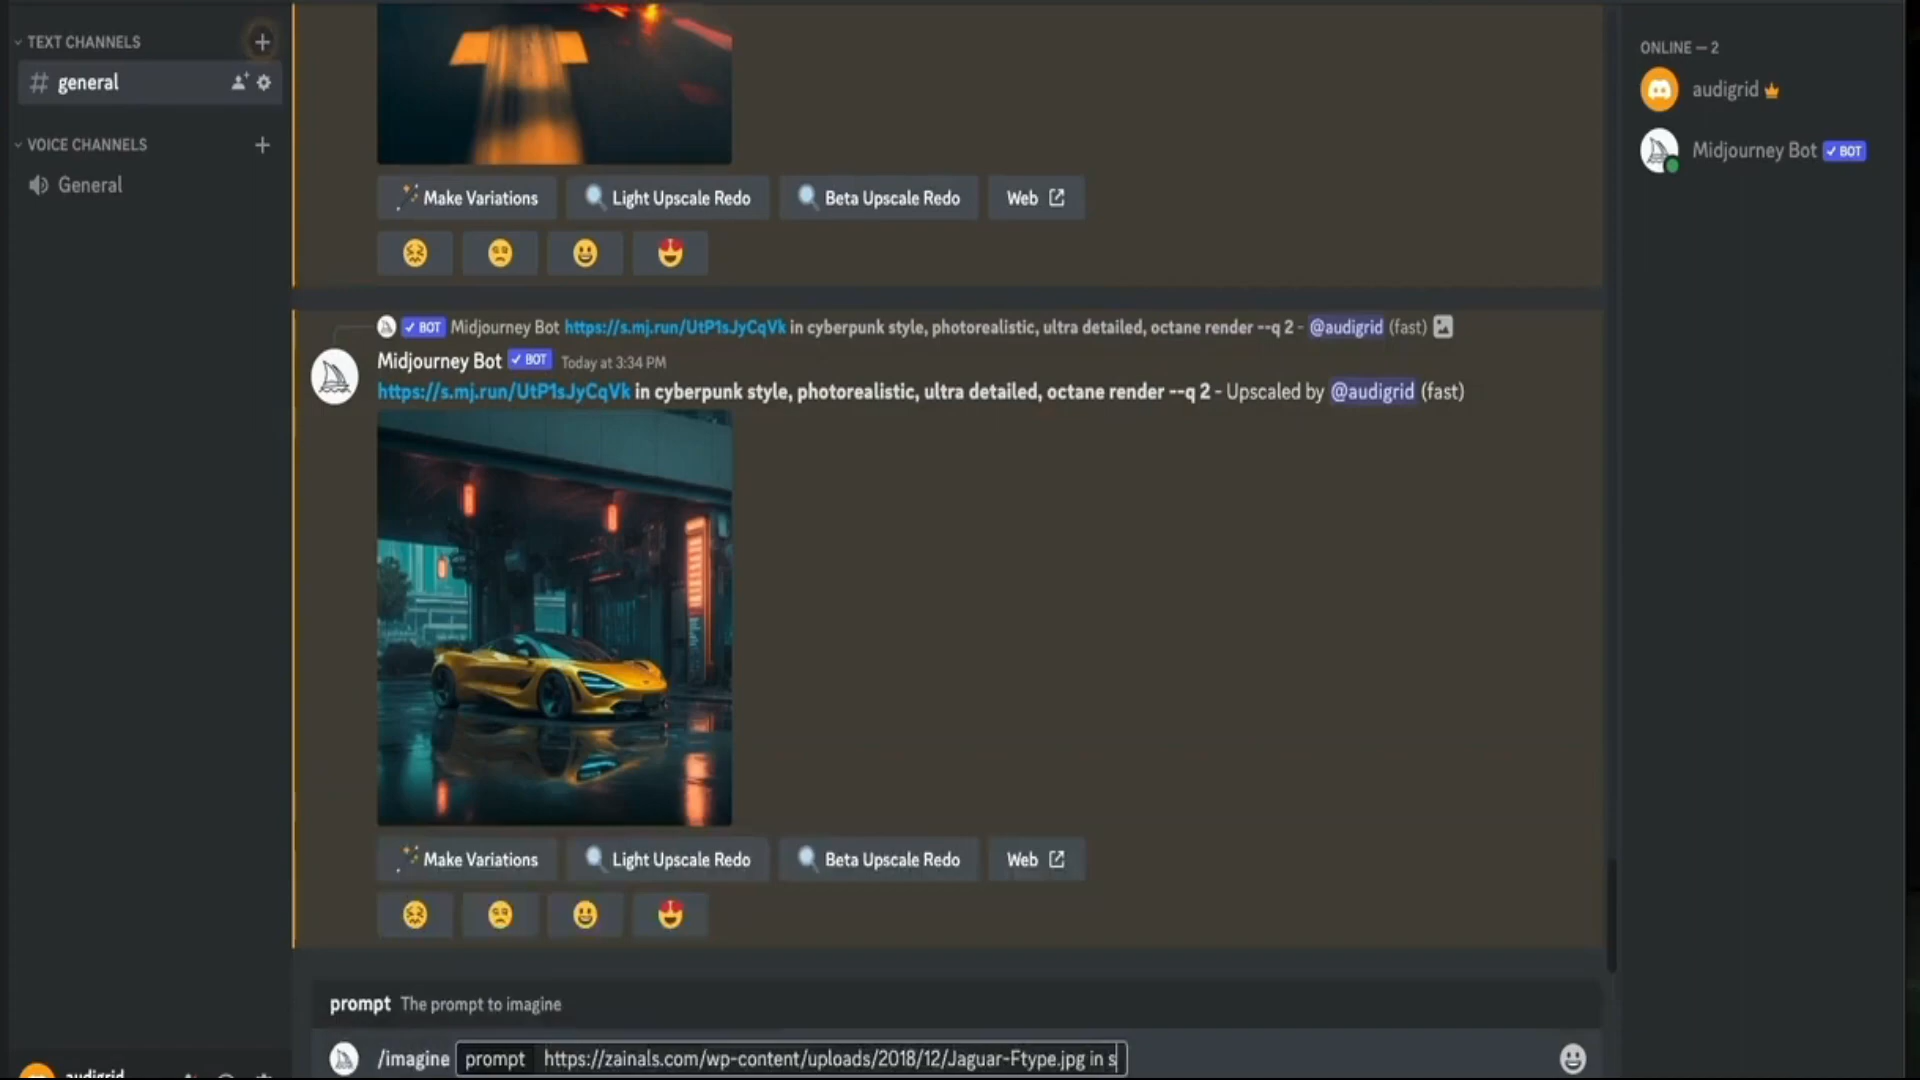 TEXT CHANNELS
general
VOICE CHANNELS
General
Make Variations
Light Upscale Redo
Beta Upscale Redo
Web
BOT Midjourney Bot https://s.mj.run/UtP1sJyCqVk in cyberpunk style, photorealistic, ultra detailed, octane render --q 2 - @audigrid (fast)
Midjourney Bot BOT Today at 3:34 PM
https://s.mj.run/UtP1sJyCqVk in cyberpunk style, photorealistic, ultra detailed, octane render --q 2 - Upscaled by @audigrid (fast)
Make Variations
Light Upscale Redo
Beta Upscale Redo
Web
prompt The prompt to imagine
/imagine prompt https://zainals.com/wp-content/uploads/2018/12/Jaguar-Ftype.jpg in s
audigrid
ONLINE — 2
audigrid
Midjourney Bot BOT